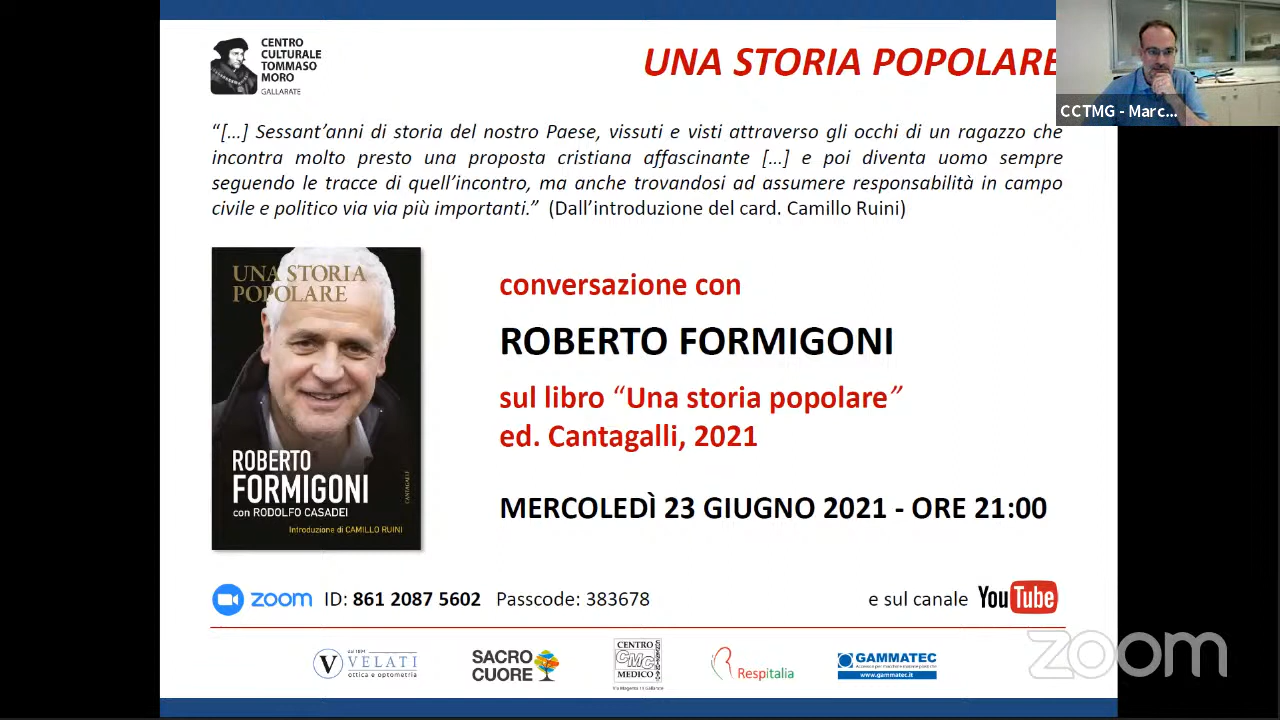 CENTRO
CULTURALE
TOMMASO
MORO
GALLARATE
UNA STORIA POPOLARE
CCTMG - Marc...
“[…] Sessant’anni di storia del nostro Paese, vissuti e visti attraverso gli occhi di un ragazzo che
incontra molto presto una proposta cristiana affascinante […] e poi diventa uomo sempre
seguendo le tracce di quell’incontro, ma anche trovandosi ad assumere responsabilità in campo
civile e politico via via più importanti.” (Dall’introduzione del card. Camillo Ruini)
UNA STORIA
POPOLARE
ROBERTO
FORMIGONI
con RODOLFO CASADEI
Introduzione di CAMILLO RUINI
CANTAGALLI
conversazione con
ROBERTO FORMIGONI
sul libro “Una storia popolare”
ed. Cantagalli, 2021
MERCOLEDÌ 23 GIUGNO 2021 - ORE 21:00
zoom ID: 861 2087 5602 Passcode: 383678
e sul canale YouTube
zoom
dal 1894
V VELATI
ottica e optometria
SACRO
CUORE
CENTRO
CMC
MEDICO
Via Magenta 11 Gallarate
Respitalia
GAMMATEC
www.gammatec.it